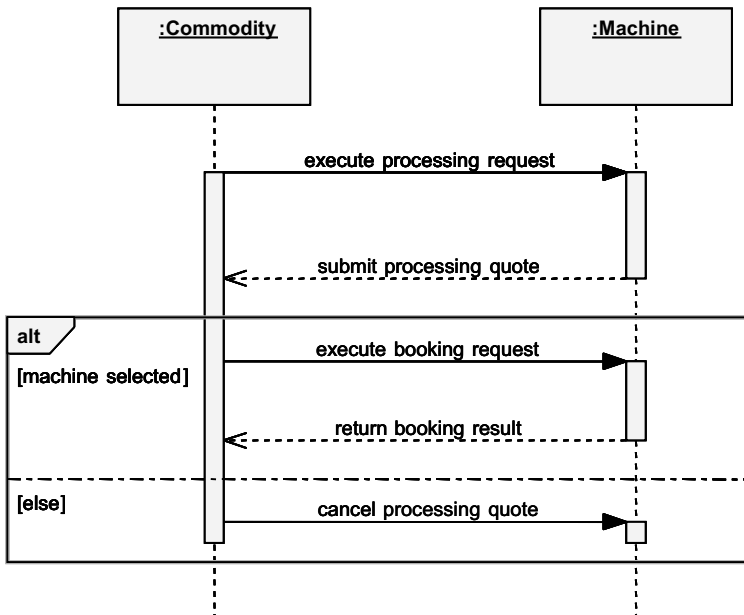 :Commodity
:Machine
execute processing request
submit processing quote
alt
execute booking request
[machine selected]
return booking result
[else]
cancel processing quote